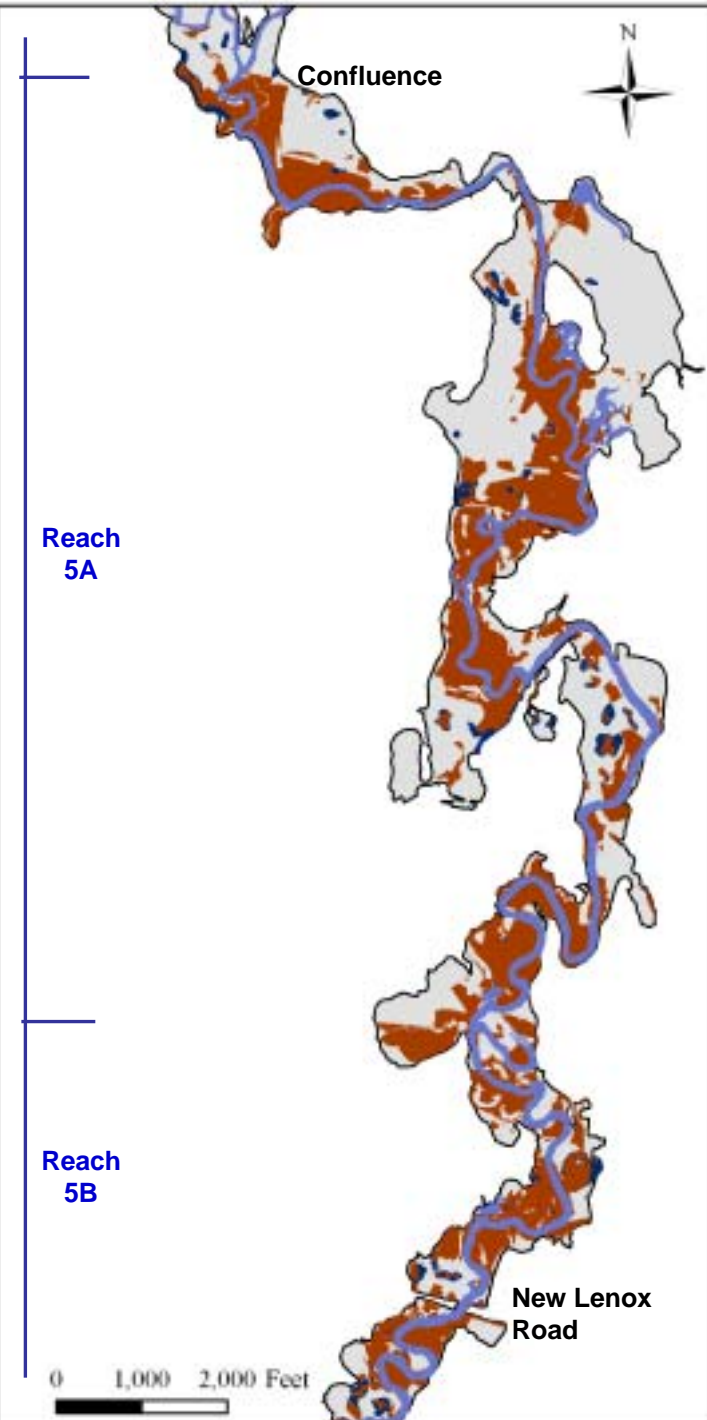 N
Confluence
Reach
5A
Reach
5B
New Lenox
Road
0 1,000 2,000 Feet